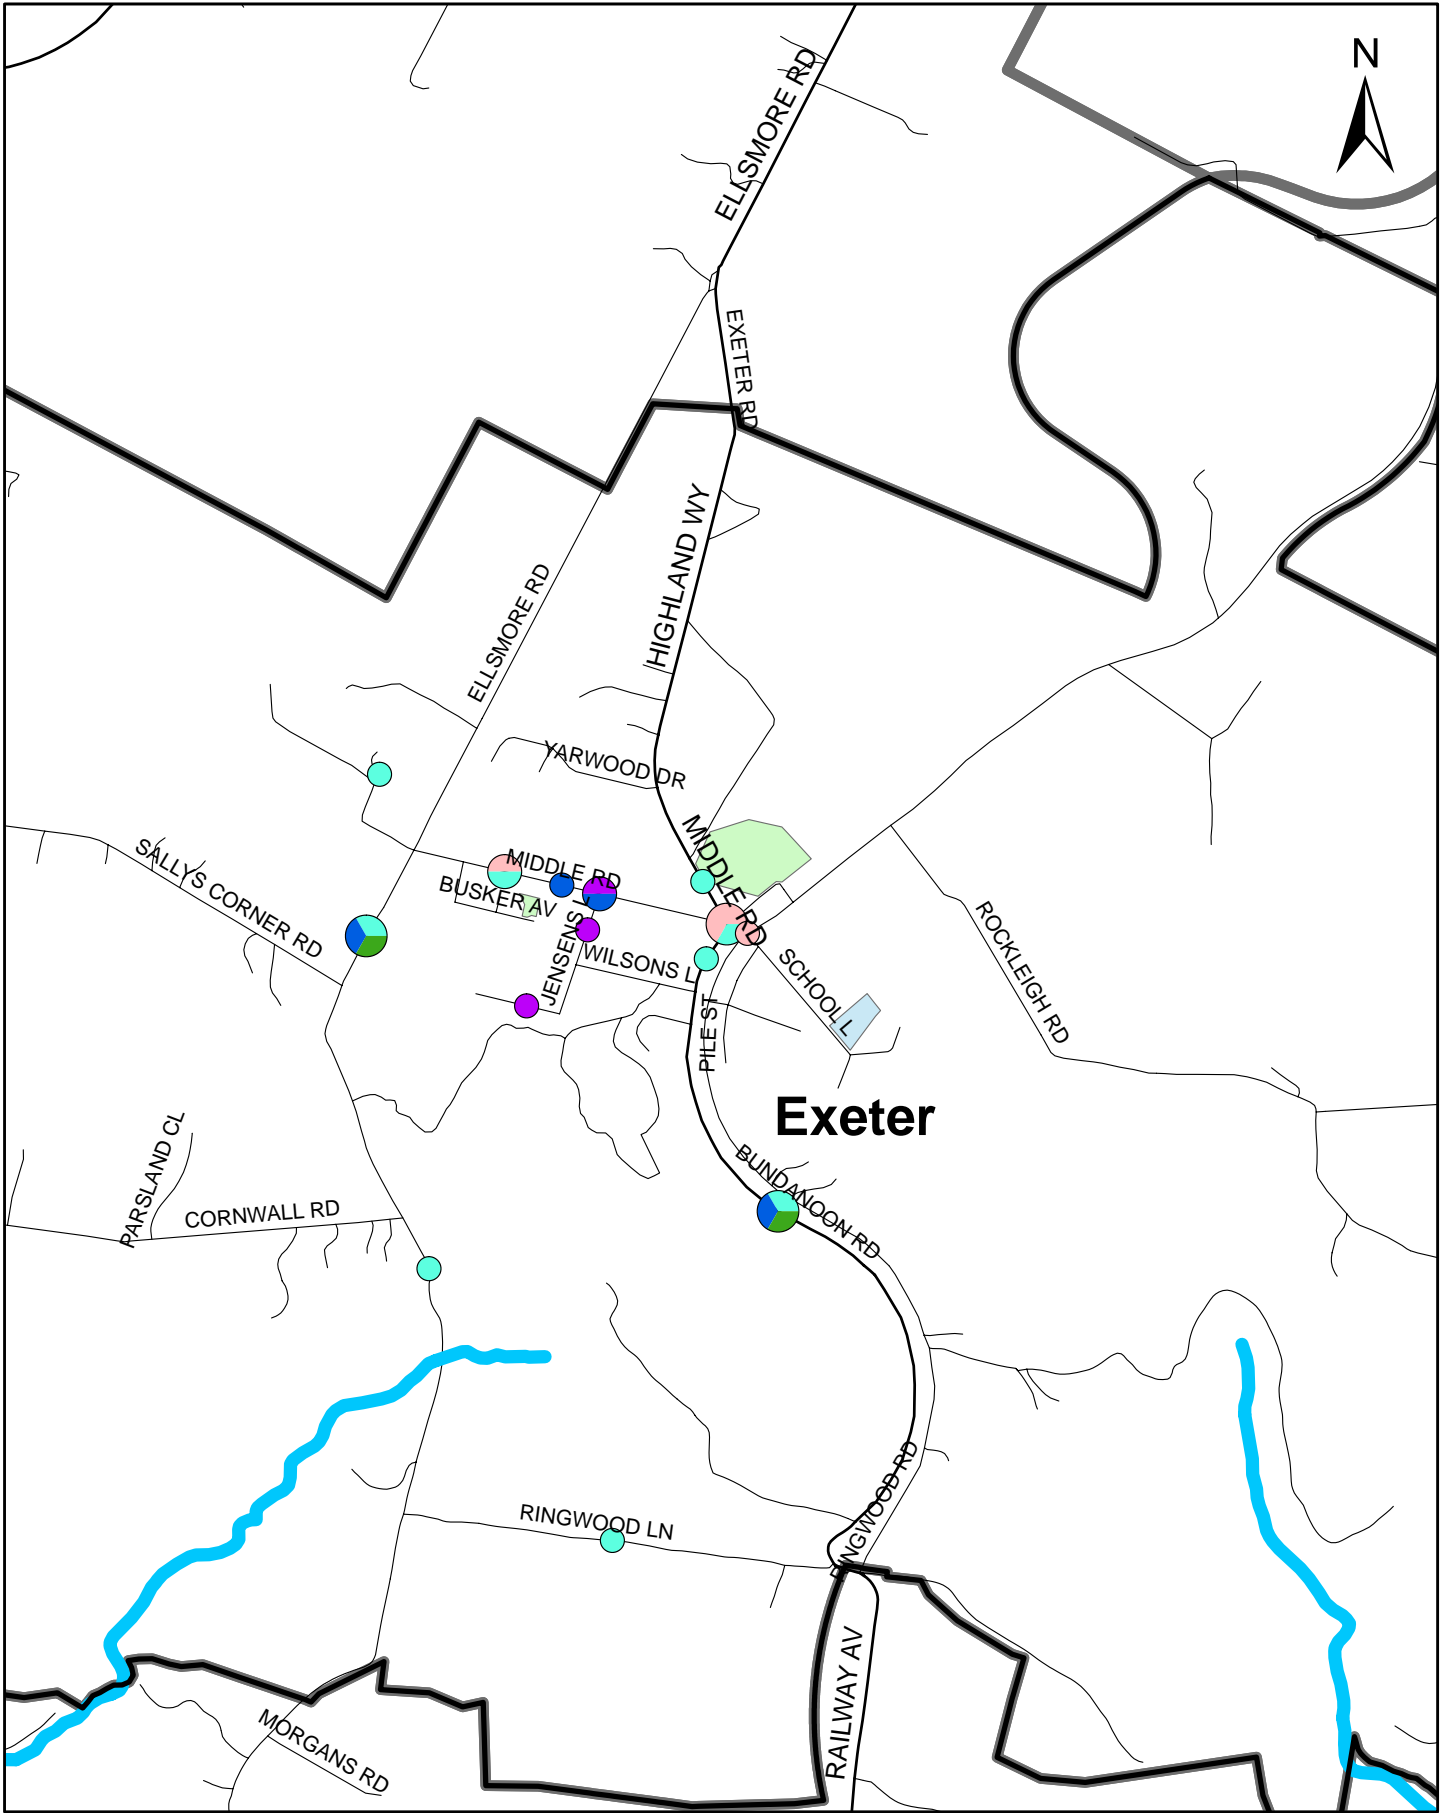 N
ELLSMORE RD
EXETER RD
HIGHLAND WY
ELLSMORE RD
YARWOOD DR
MIDDLE RD
MIDDLE RD
SALLYS CORNER RD
BUSKER AV
JENSENS L
WILSONS L
SCHOOL L
ROCKLEIGH RD
PILE ST
Exeter
PARSLAND CL
CORNWALL RD
BUNDANOON RD
RINGWOOD RD
RINGWOOD LN
RAILWAY AV
MORGANS RD